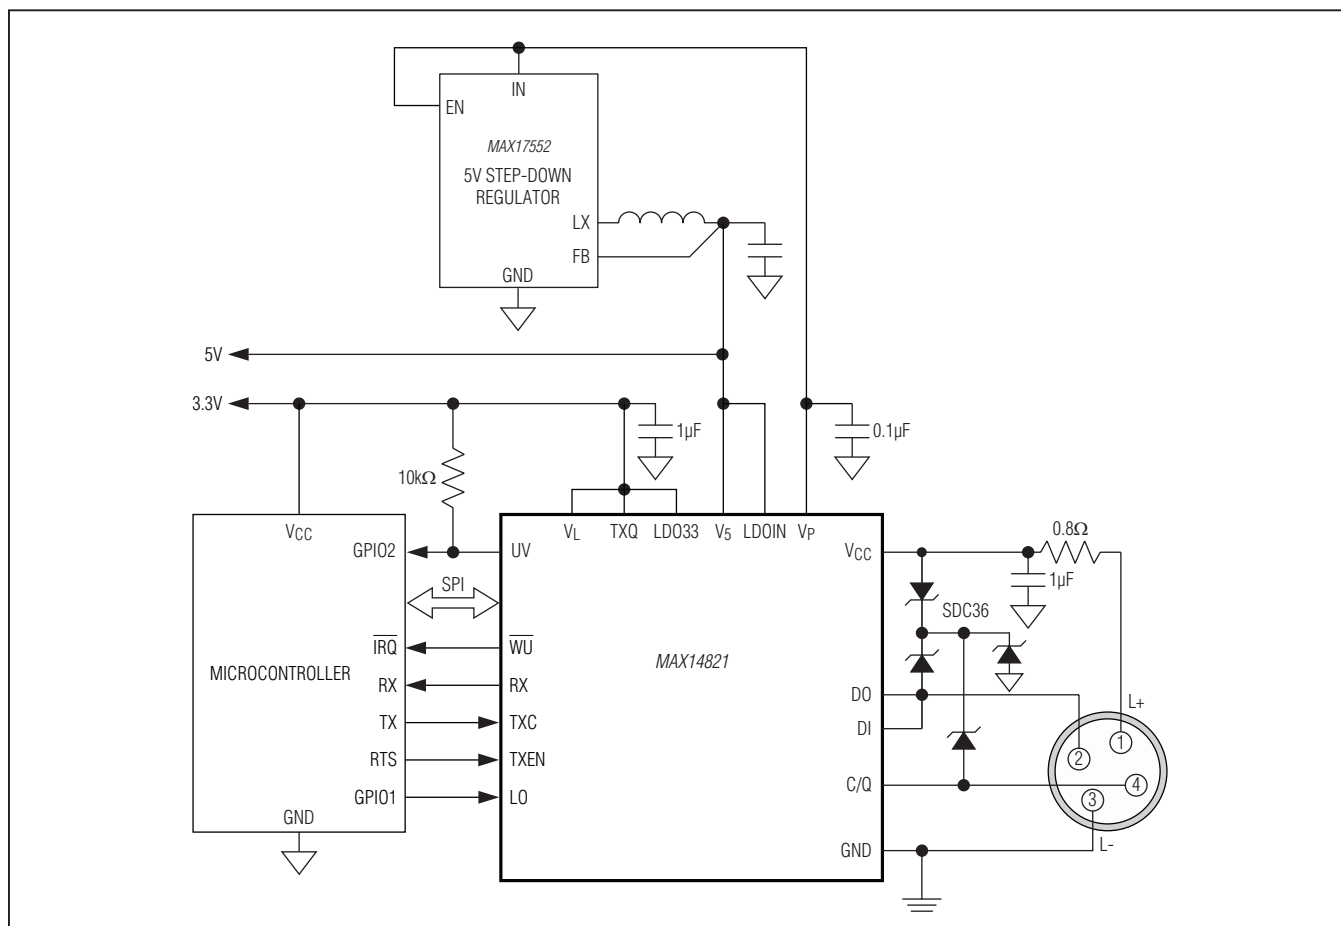 IN
EN
MAX17552
5V STEP-DOWN
REGULATOR
LX
FB
GND
5V
3.3V
1µF
0.1µF
10kΩ
VCC
GPIO2
SPI
IRQ
MICROCONTROLLER
RX
TX
RTS
GPIO1
GND
VL
TXQ
LDO33
V5
LDOIN
VP
UV
WU
RX
TXC
TXEN
LO
MAX14821
VCC
DO
DI
C/Q
GND
0.8Ω
1µF
SDC36
L+
1
2
4
3
L-